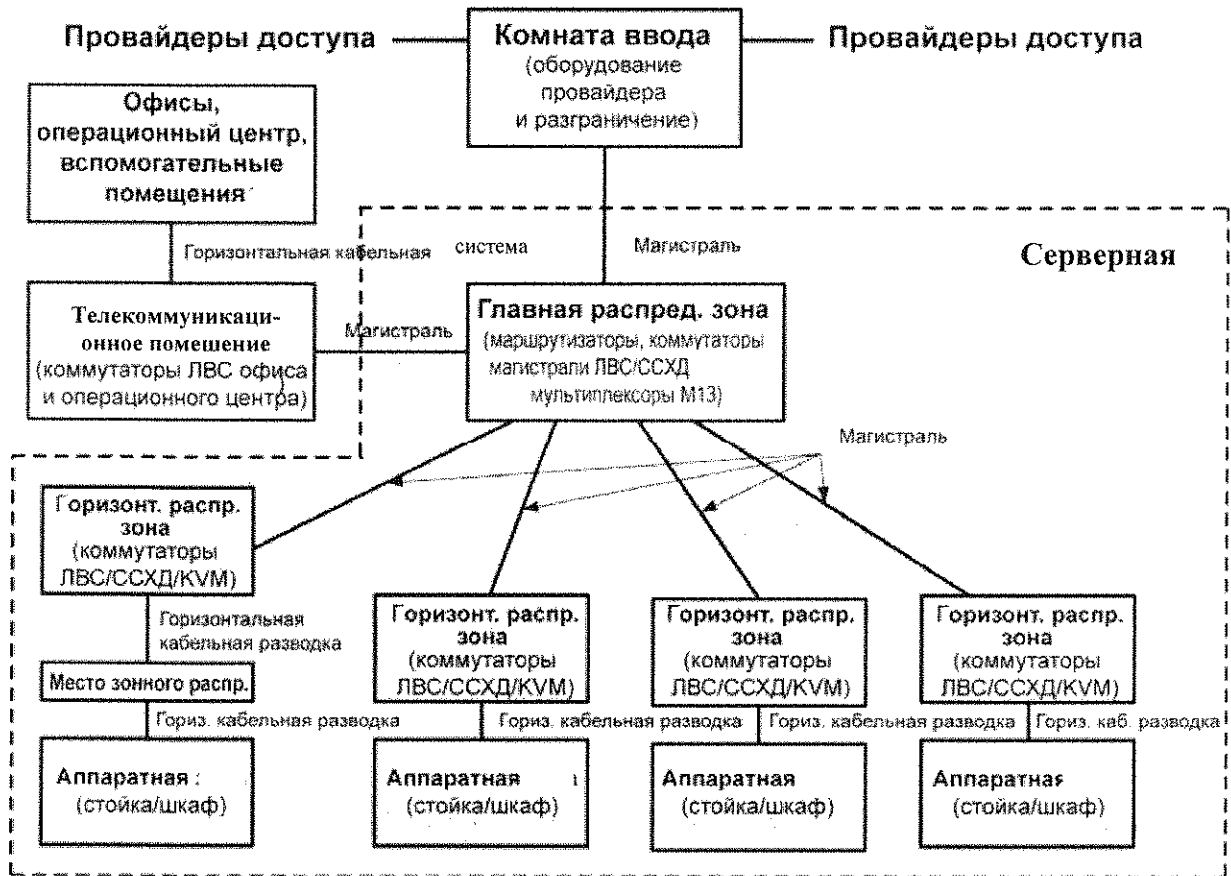 Провайдеры доступа
Комната ввода
(оборудование
провайдера
и разграничение)
Провайдеры доступа
Офисы,
операционный центр,
вспомогательные
помещения
Горизонтальная кабельная система
Магистраль
Серверная
Телекоммуникаци-
онное помешение
(коммутаторы ЛВС офиса
и операционного центра)
Магистраль
Главная распред. зона
(маршрутизаторы, коммутаторы
магистрали ЛВС/ССХД
мультиплексоры М13)
Магистраль
Горизонт. распр.
зона
(коммутаторы
ЛВС/ССХД/KVM)
Горизонтальная
кабельная разводка
Место зонного распр.
Гориз. кабельная разводка
Аппаратная
(стойка/шкаф)
Горизонт. распр.
зона
(коммутаторы
ЛВС/ССХД/KVM)
Гориз. кабельная разводка
Аппаратная
(стойка/шкаф)
Горизонт. распр.
зона
(коммутаторы
ЛВС/ССХД/KVM)
Гориз. кабельная разводка
Аппаратная
(стойка/шкаф)
Горизонт. распр.
зона
(коммутаторы
ЛВС/ССХД/KVM)
Гориз. каб. разводка
Аппаратная
(стойка/шкаф)